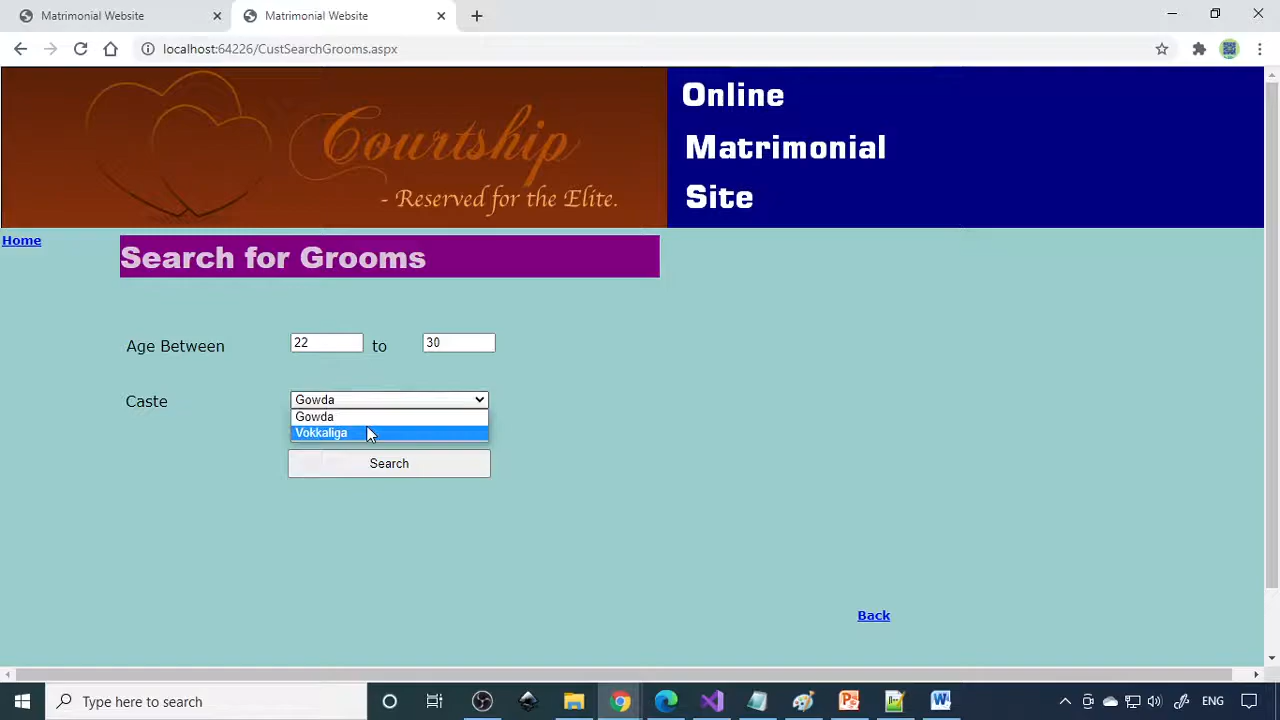 Matrimonial Website
Matrimonial Website
localhost:64226/CustSearchGrooms.aspx
Courtship
- Reserved for the Elite.
Online
Matrimonial
Site
Home
Search for Grooms
Age Between 22 to 30
Caste Gowda
Gowda
Vokkaliga
Search
Back
Type here to search
ENG